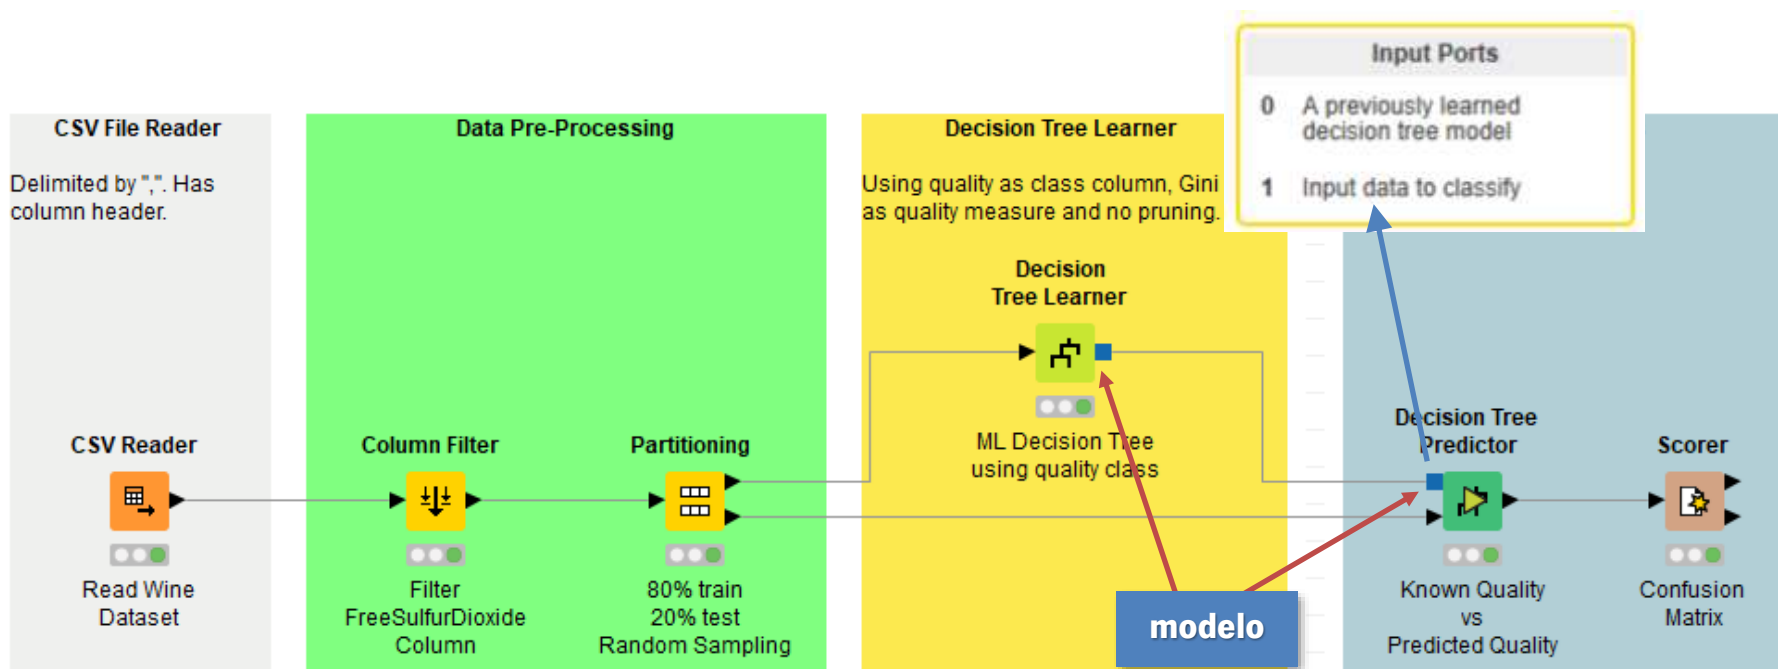 Input Ports
0 A previously learned
decision tree model
1 Input data to classify
CSV File Reader
Delimited by ",". Has
column header.
Data Pre-Processing
Decision Tree Learner
Using quality as class column, Gini
as quality measure and no pruning.
Decision
Tree Learner
ML Decision Tree
using quality class
CSV Reader
Read Wine
Dataset
Column Filter
Filter
FreeSulfurDioxide
Column
Partitioning
80% train
20% test
Random Sampling
Decision Tree
Predictor
Known Quality
vs
Predicted Quality
Scorer
Confusion
Matrix
modelo